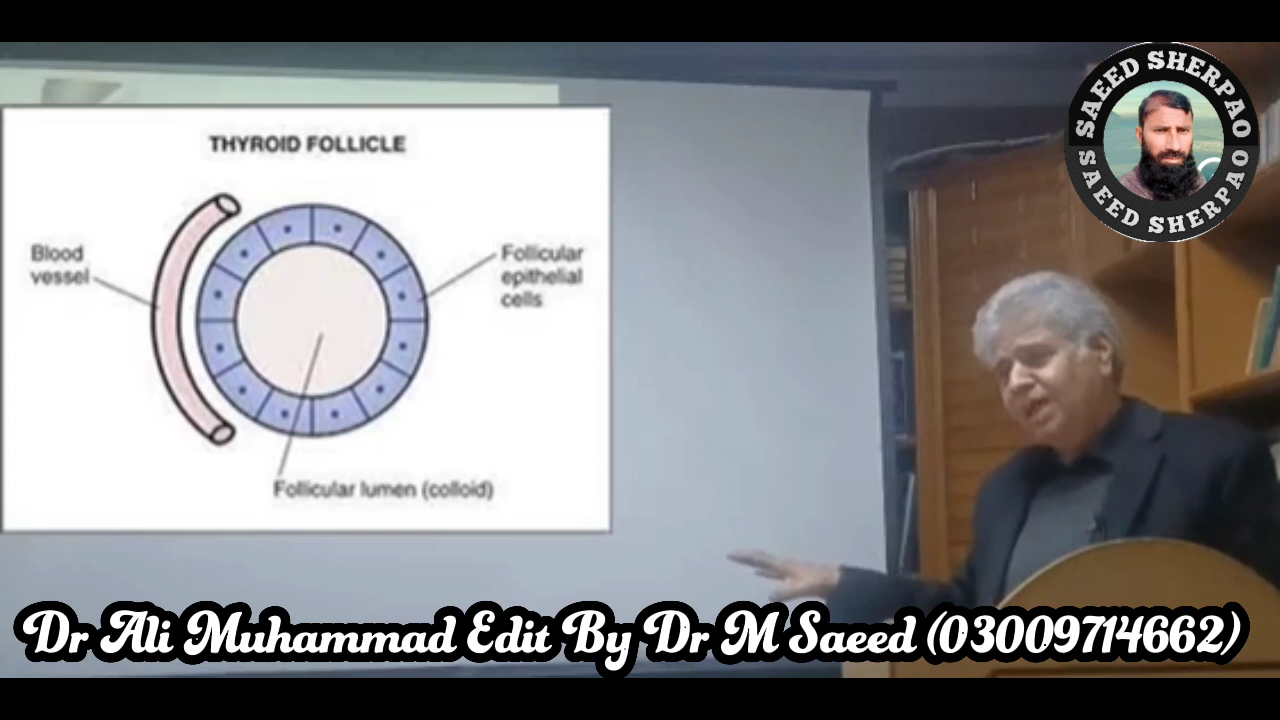 THYROID FOLLICLE
Blood
vessel
Follicular
epithelial
cells
Follicular lumen (colloid)
SAEED SHERPAO
SAEED SHERPAO
Dr Ali Muhammad Edit By Dr M Saeed (03009714662)